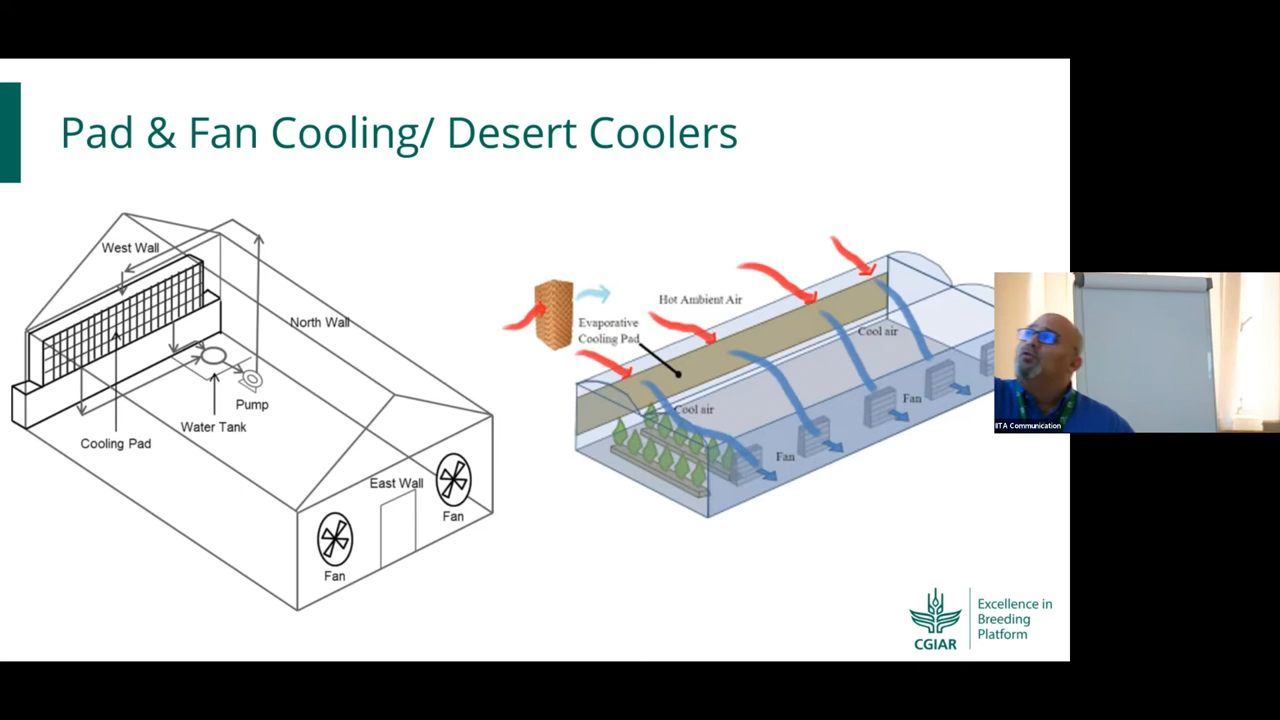 Pad & Fan Cooling/ Desert Coolers
West Wall
North Wall
Pump
Water Tank
Cooling Pad
East Wall
Fan
Fan
Hot Ambient Air
Evaporative
Cooling Pad
Cool air
Cool air
Fan
Fan
IITA Communication
CGIAR
Excellence in
Breeding
Platform